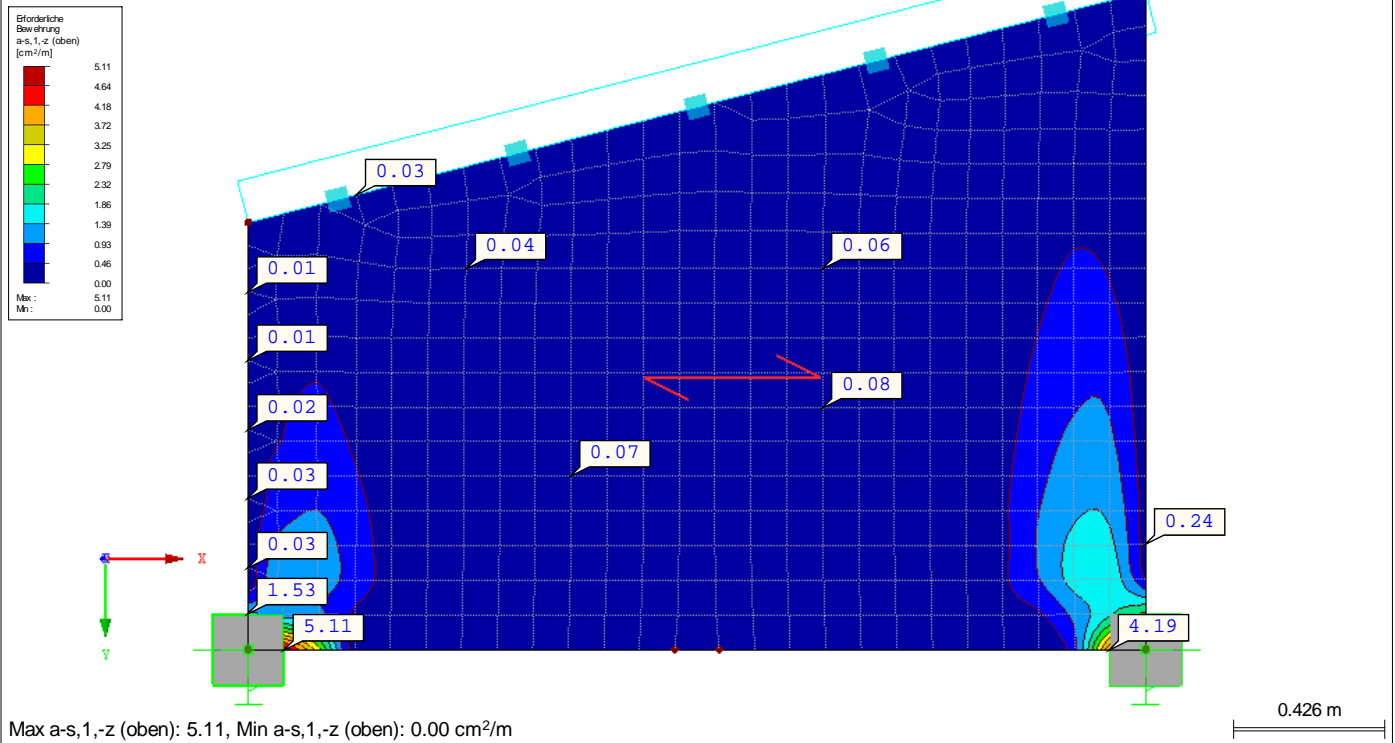 Erforderliche
Bewehrung
a-s,1,-z (oben)
[cm²/m]
5.11
4.64
4.18
3.72
3.25
2.79
2.32
1.86
1.39
0.93
0.46
0.00
Max : 5.11
Min : 0.00
0.03
0.04
0.06
0.01
0.01
0.08
0.02
0.07
0.03
0.24
0.03
X
Z
1.53
5.11
4.19
Y
0.426 m
Max a-s,1,-z (oben): 5.11, Min a-s,1,-z (oben): 0.00 cm²/m